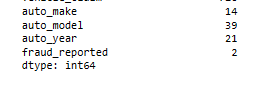 auto_make 14
auto_model 39
auto_year 21
fraud_reported 2
dtype: int64